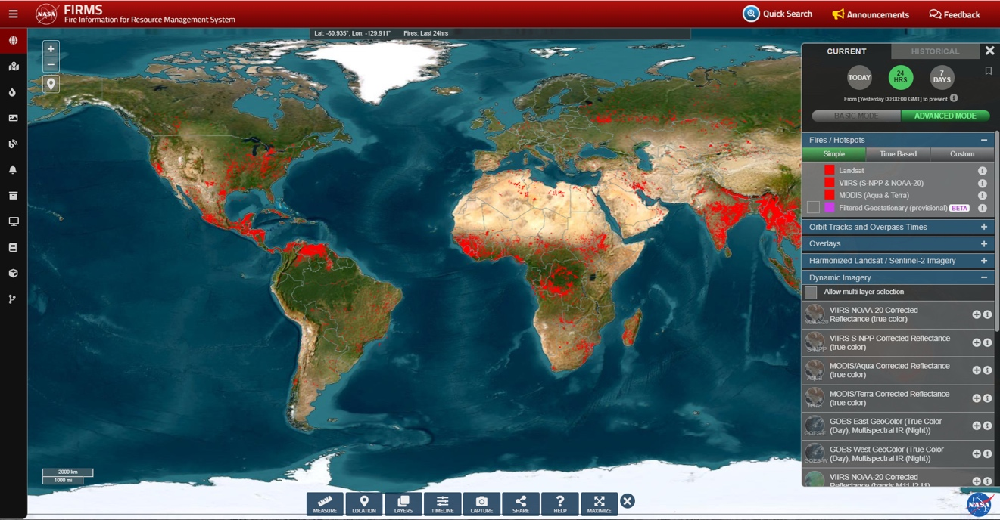 NASA
FIRMS
Fire Information for Resource Management System
Quick Search
Announcements
Feedback
Lat: -80.935°, Lon: -129.911° Fires: Last 24hrs
+
−
CURRENT
HISTORICAL
TODAY
24
HRS
7
DAYS
From [Yesterday 00:00:00 GMT] to present
BASIC MODE
ADVANCED MODE
Fires / Hotspots
Simple
Time Based
Custom
Landsat
VIIRS (S-NPP & NOAA-20)
MODIS (Aqua & Terra)
Filtered Geostationary (provisional) BETA
Orbit Tracks and Overpass Times
Overlays
Harmonized Landsat / Sentinel-2 Imagery
Dynamic Imagery
Allow multi layer selection
NOAA-20
VIIRS NOAA-20 Corrected
Reflectance (true color)
S-NPP
VIIRS S-NPP Corrected Reflectance
(true color)
Aqua
MODIS/Aqua Corrected Reflectance
(true color)
Terra
MODIS/Terra Corrected Reflectance
(true color)
GOES-E
GOES East GeoColor (True Color
(Day), Multispectral IR (Night))
GOES-W
GOES West GeoColor (True Color
(Day), Multispectral IR (Night))
VIIRS NOAA-20 Corrected
Reflectance (bands M11-I2-I1)
2000 km
1000 mi
MEASURE
LOCATION
LAYERS
TIMELINE
CAPTURE
SHARE
?
HELP
MAXIMIZE
NASA